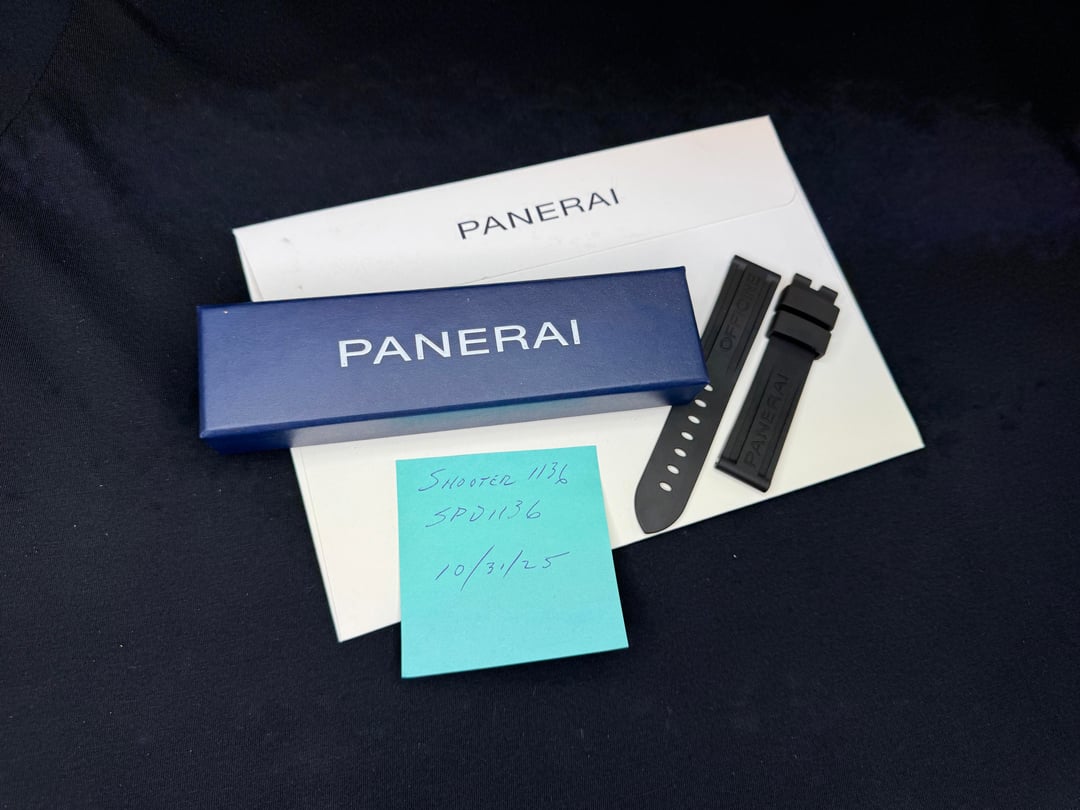 PANERAI
PANERAI
OFFICINE
PANERAI
Shooter 1136
SPD1136
10/31/25